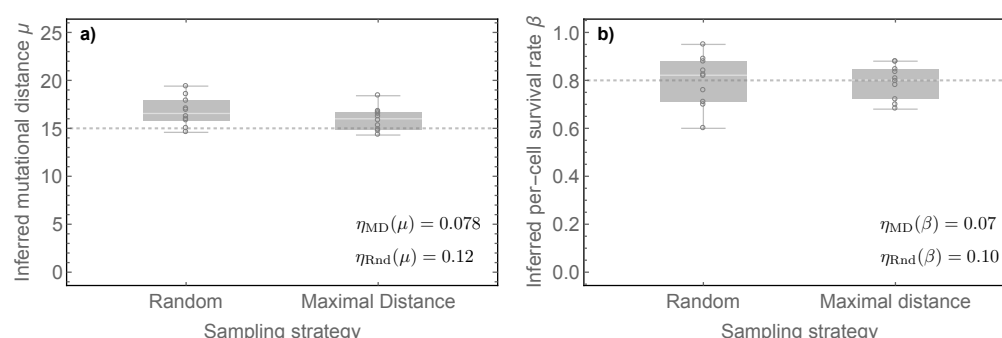 a)
Inferred mutational distance μ
25
20
15
10
5
0
η_MD(μ) = 0.078
η_Rnd(μ) = 0.12
Random
Maximal Distance
Sampling strategy
b)
Inferred per-cell survival rate β
1.0
0.8
0.6
0.4
0.2
0.0
η_MD(β) = 0.07
η_Rnd(β) = 0.10
Random
Maximal distance
Sampling strategy